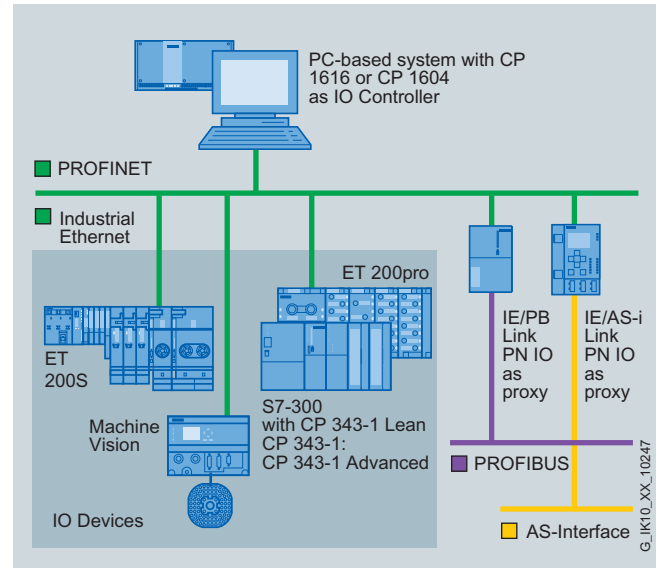 PC-based system with CP
1616 or CP 1604
as IO Controller
PROFINET
Industrial
Ethernet
ET 200pro
ET
200S
IE/PB
Link
PN IO
as
proxy
IE/AS-i
Link
PN IO
as
proxy
S7-300
with CP 343-1 Lean
CP 343-1:
CP 343-1 Advanced
Machine
Vision
IO Devices
PROFIBUS
AS-Interface
G_IK10_XX_10247